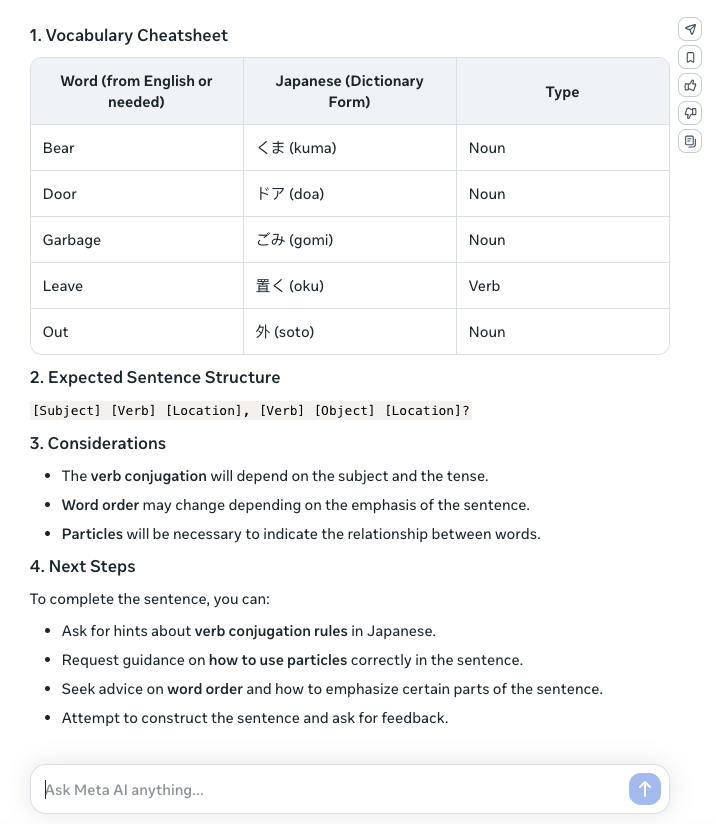 1. Vocabulary Cheatsheet
Word (from English or
needed)
Japanese (Dictionary
Form)
Type
Bear
くま (kuma)
Noun
Door
ドア (doa)
Noun
Garbage
ごみ (gomi)
Noun
Leave
置く (oku)
Verb
Out
外 (soto)
Noun
2. Expected Sentence Structure
[Subject] [Verb] [Location], [Verb] [Object] [Location]?
3. Considerations
The verb conjugation will depend on the subject and the tense.
Word order may change depending on the emphasis of the sentence.
Particles will be necessary to indicate the relationship between words.
4. Next Steps
To complete the sentence, you can:
Ask for hints about verb conjugation rules in Japanese.
Request guidance on how to use particles correctly in the sentence.
Seek advice on word order and how to emphasize certain parts of the sentence.
Attempt to construct the sentence and ask for feedback.
Ask Meta AI anything...